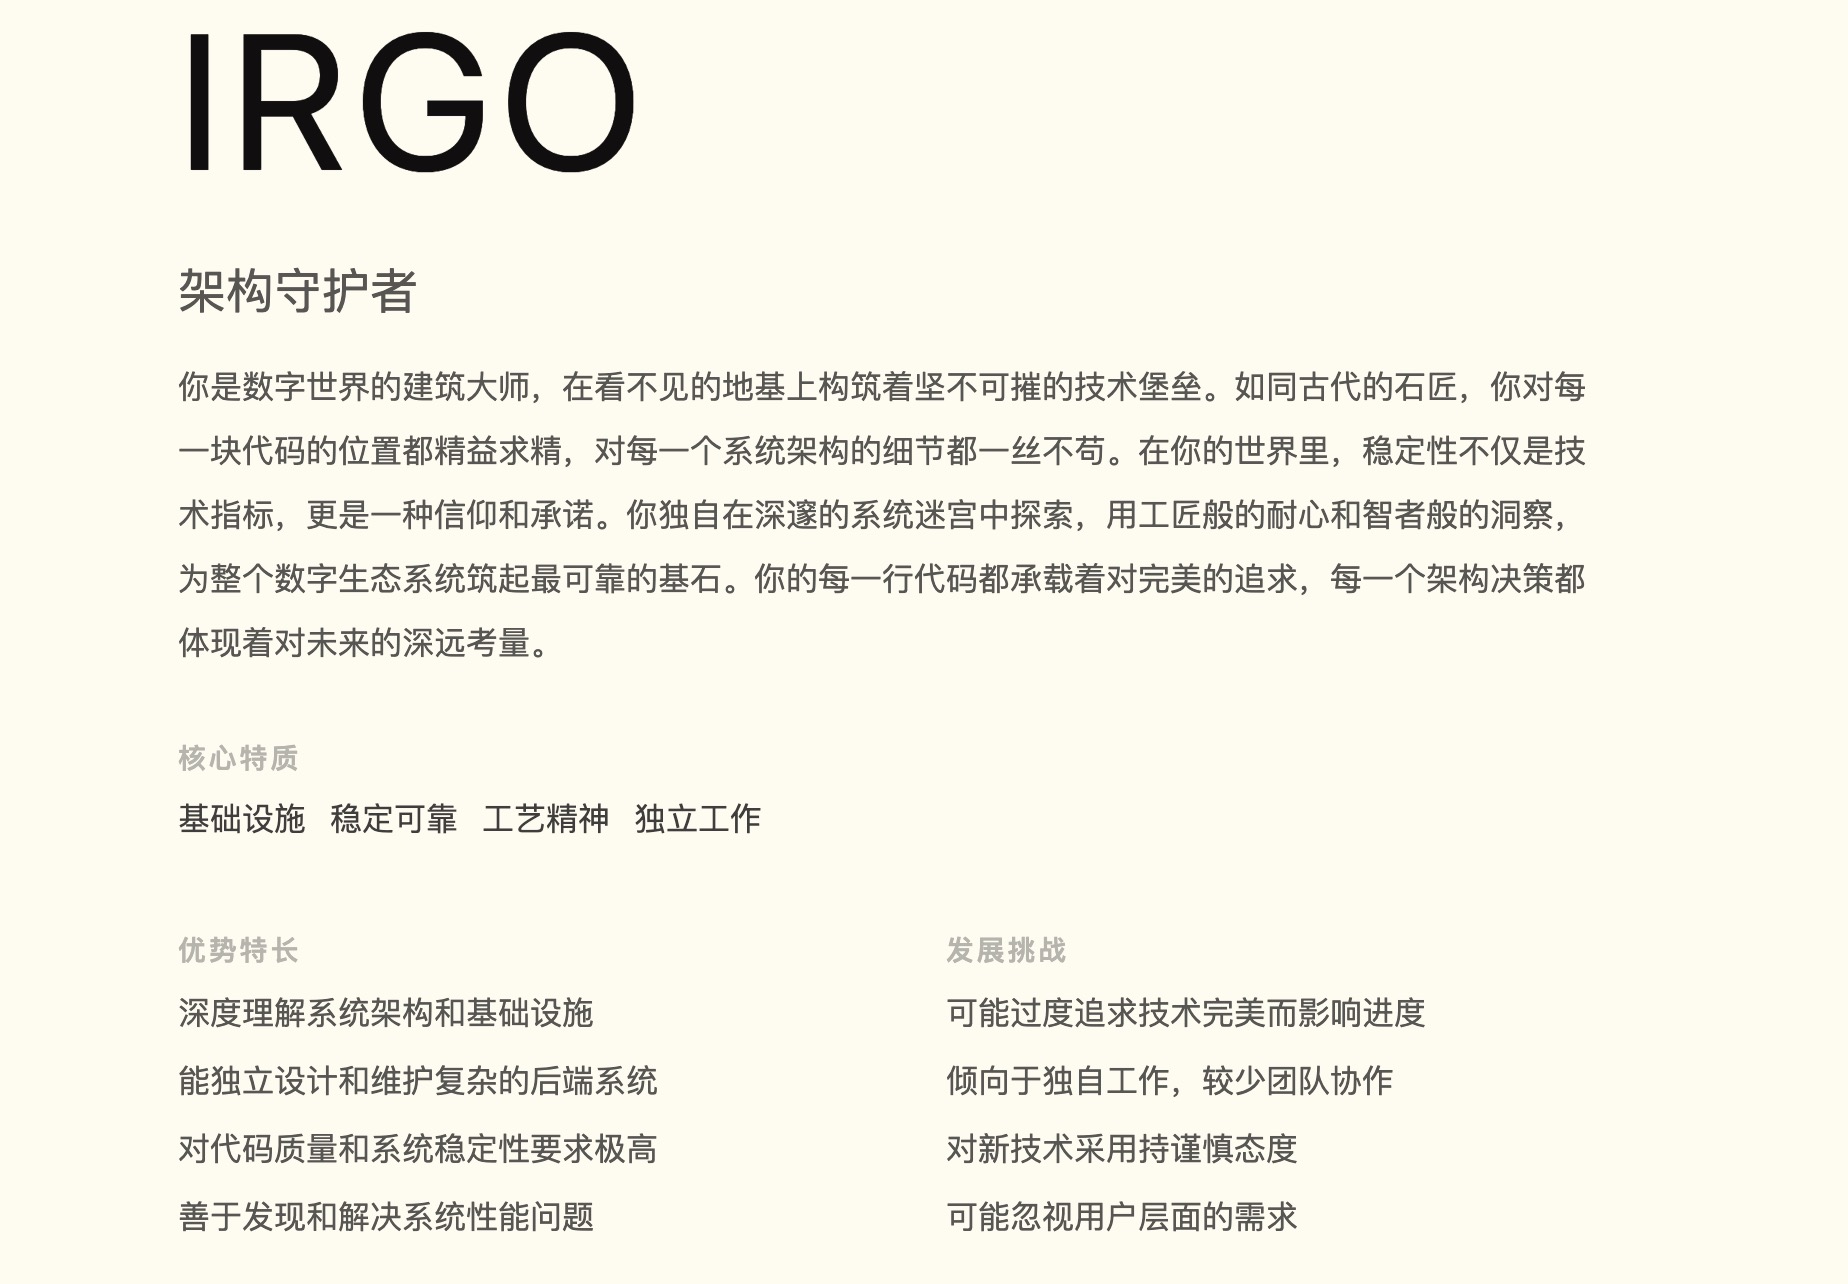 IRGO
架构守护者
你是数字世界的建筑大师，在看不见的地基上构筑着坚不可摧的技术堡垒。如同古代的石匠，你对每
一块代码的位置都精益求精，对每一个系统架构的细节都一丝不苟。在你的世界里，稳定性不仅是技
术指标，更是一种信仰和承诺。你独自在深邃的系统迷宫中探索，用工匠般的耐心和智者般的洞察，
为整个数字生态系统筑起最可靠的基石。你的每一行代码都承载着对完美的追求，每一个架构决策都
体现着对未来的深远考量。
核心特质
基础设施 稳定可靠 工艺精神 独立工作
优势特长
深度理解系统架构和基础设施
能独立设计和维护复杂的后端系统
对代码质量和系统稳定性要求极高
善于发现和解决系统性能问题
发展挑战
可能过度追求技术完美而影响进度
倾向于独自工作，较少团队协作
对新技术采用持谨慎态度
可能忽视用户层面的需求